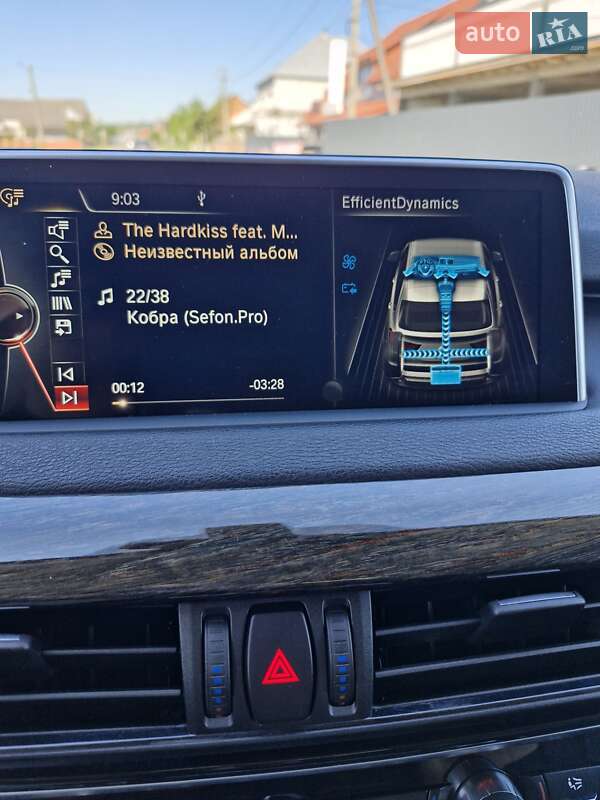 auto RIA
.com
9:03
EfficientDynamics
The Hardkiss feat. M...
Неизвестный альбом
22/38
Кобра (Sefon.Pro)
00:12
-03:28